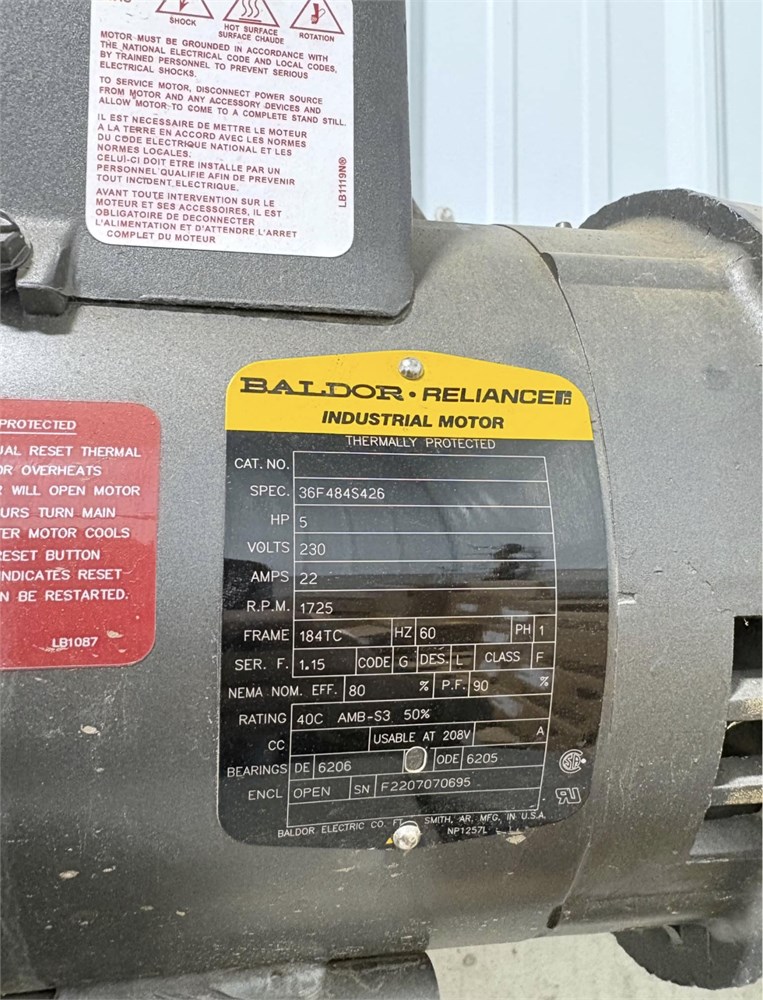 SHOCK
HOT SURFACE
SURFACE CHAUDE
ROTATION
MOTOR MUST BE GROUNDED IN ACCORDANCE WITH
THE NATIONAL ELECTRICAL CODE AND LOCAL CODES,
BY TRAINED PERSONNEL TO PREVENT SERIOUS
ELECTRICAL SHOCKS.
TO SERVICE MOTOR, DISCONNECT POWER SOURCE
FROM MOTOR AND ANY ACCESSORY DEVICES AND
ALLOW MOTOR TO COME TO A COMPLETE STAND STILL.
IL EST NECESSAIRE DE METTRE LE MOTEUR
A LA TERRE EN ACCORD AVEC LES NORMES
DU CODE ELECTRIQUE NATIONAL ET LES
NORMES LOCALES.
CELUI-CI DOIT ETRE INSTALLE PAR UN
PERSONNEL QUALIFIE AFIN DE PREVENIR
TOUT INCIDENT ELECTRIQUE.
AVANT TOUTE INTERVENTION SUR LE
MOTEUR ET SES ACCESSOIRES, IL EST
OBLIGATOIRE DE DECONNECTER
L'ALIMENTATION ET D'ATTENDRE L'ARRET
COMPLET DU MOTEUR
LB1119N®
PROTECTED
UAL RESET THERMAL
OR OVERHEATS
R WILL OPEN MOTOR
OURS TURN MAIN
TER MOTOR COOLS
RESET BUTTON
INDICATES RESET
N BE RESTARTED.
LB1087
BALDOR • RELIANCE
INDUSTRIAL MOTOR
THERMALLY PROTECTED
CAT. NO.
SPEC. 36F484S426
HP 5
VOLTS 230
AMPS 22
R.P.M. 1725
FRAME 184TC HZ 60 PH 1
SER. F. 1.15 CODE G DES. L CLASS F
NEMA NOM. EFF. 80 % P.F. 90 %
RATING 40C AMB-S3 50%
CC USABLE AT 208V A
BEARINGS DE 6206 ODE 6205
ENCL OPEN SN F2207070695
BALDOR ELECTRIC CO. FT. SMITH, AR. MFG. IN U.S.A.
NP1257L